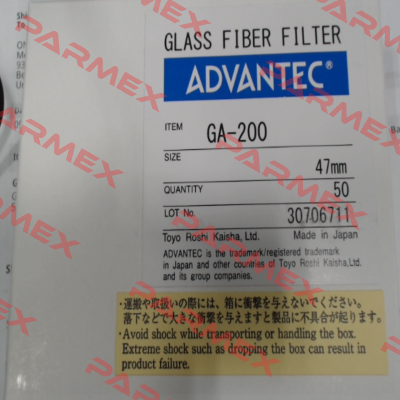 GLASS FIBER FILTER
ADVANTEC®
ITEM GA-200
SIZE 47mm
QUANTITY 50
LOT No. 30706711
Toyo Roshi Kaisha, Ltd. Made in Japan
ADVANTEC is the trademark/registered trademark
in Japan and other countries of Toyo Roshi Kaisha,Ltd.
and its group companies.
・運搬や取扱いの際には、箱に衝撃を与えないでください。
落下などで大きな衝撃を与えますと製品に不具合が起ります。
・Avoid shock while transporting or handling the box.
Extreme shock such as dropping the box can result in
product failure.
PARMEX
PARMEX
PARMEX
PARMEX
PARMEX